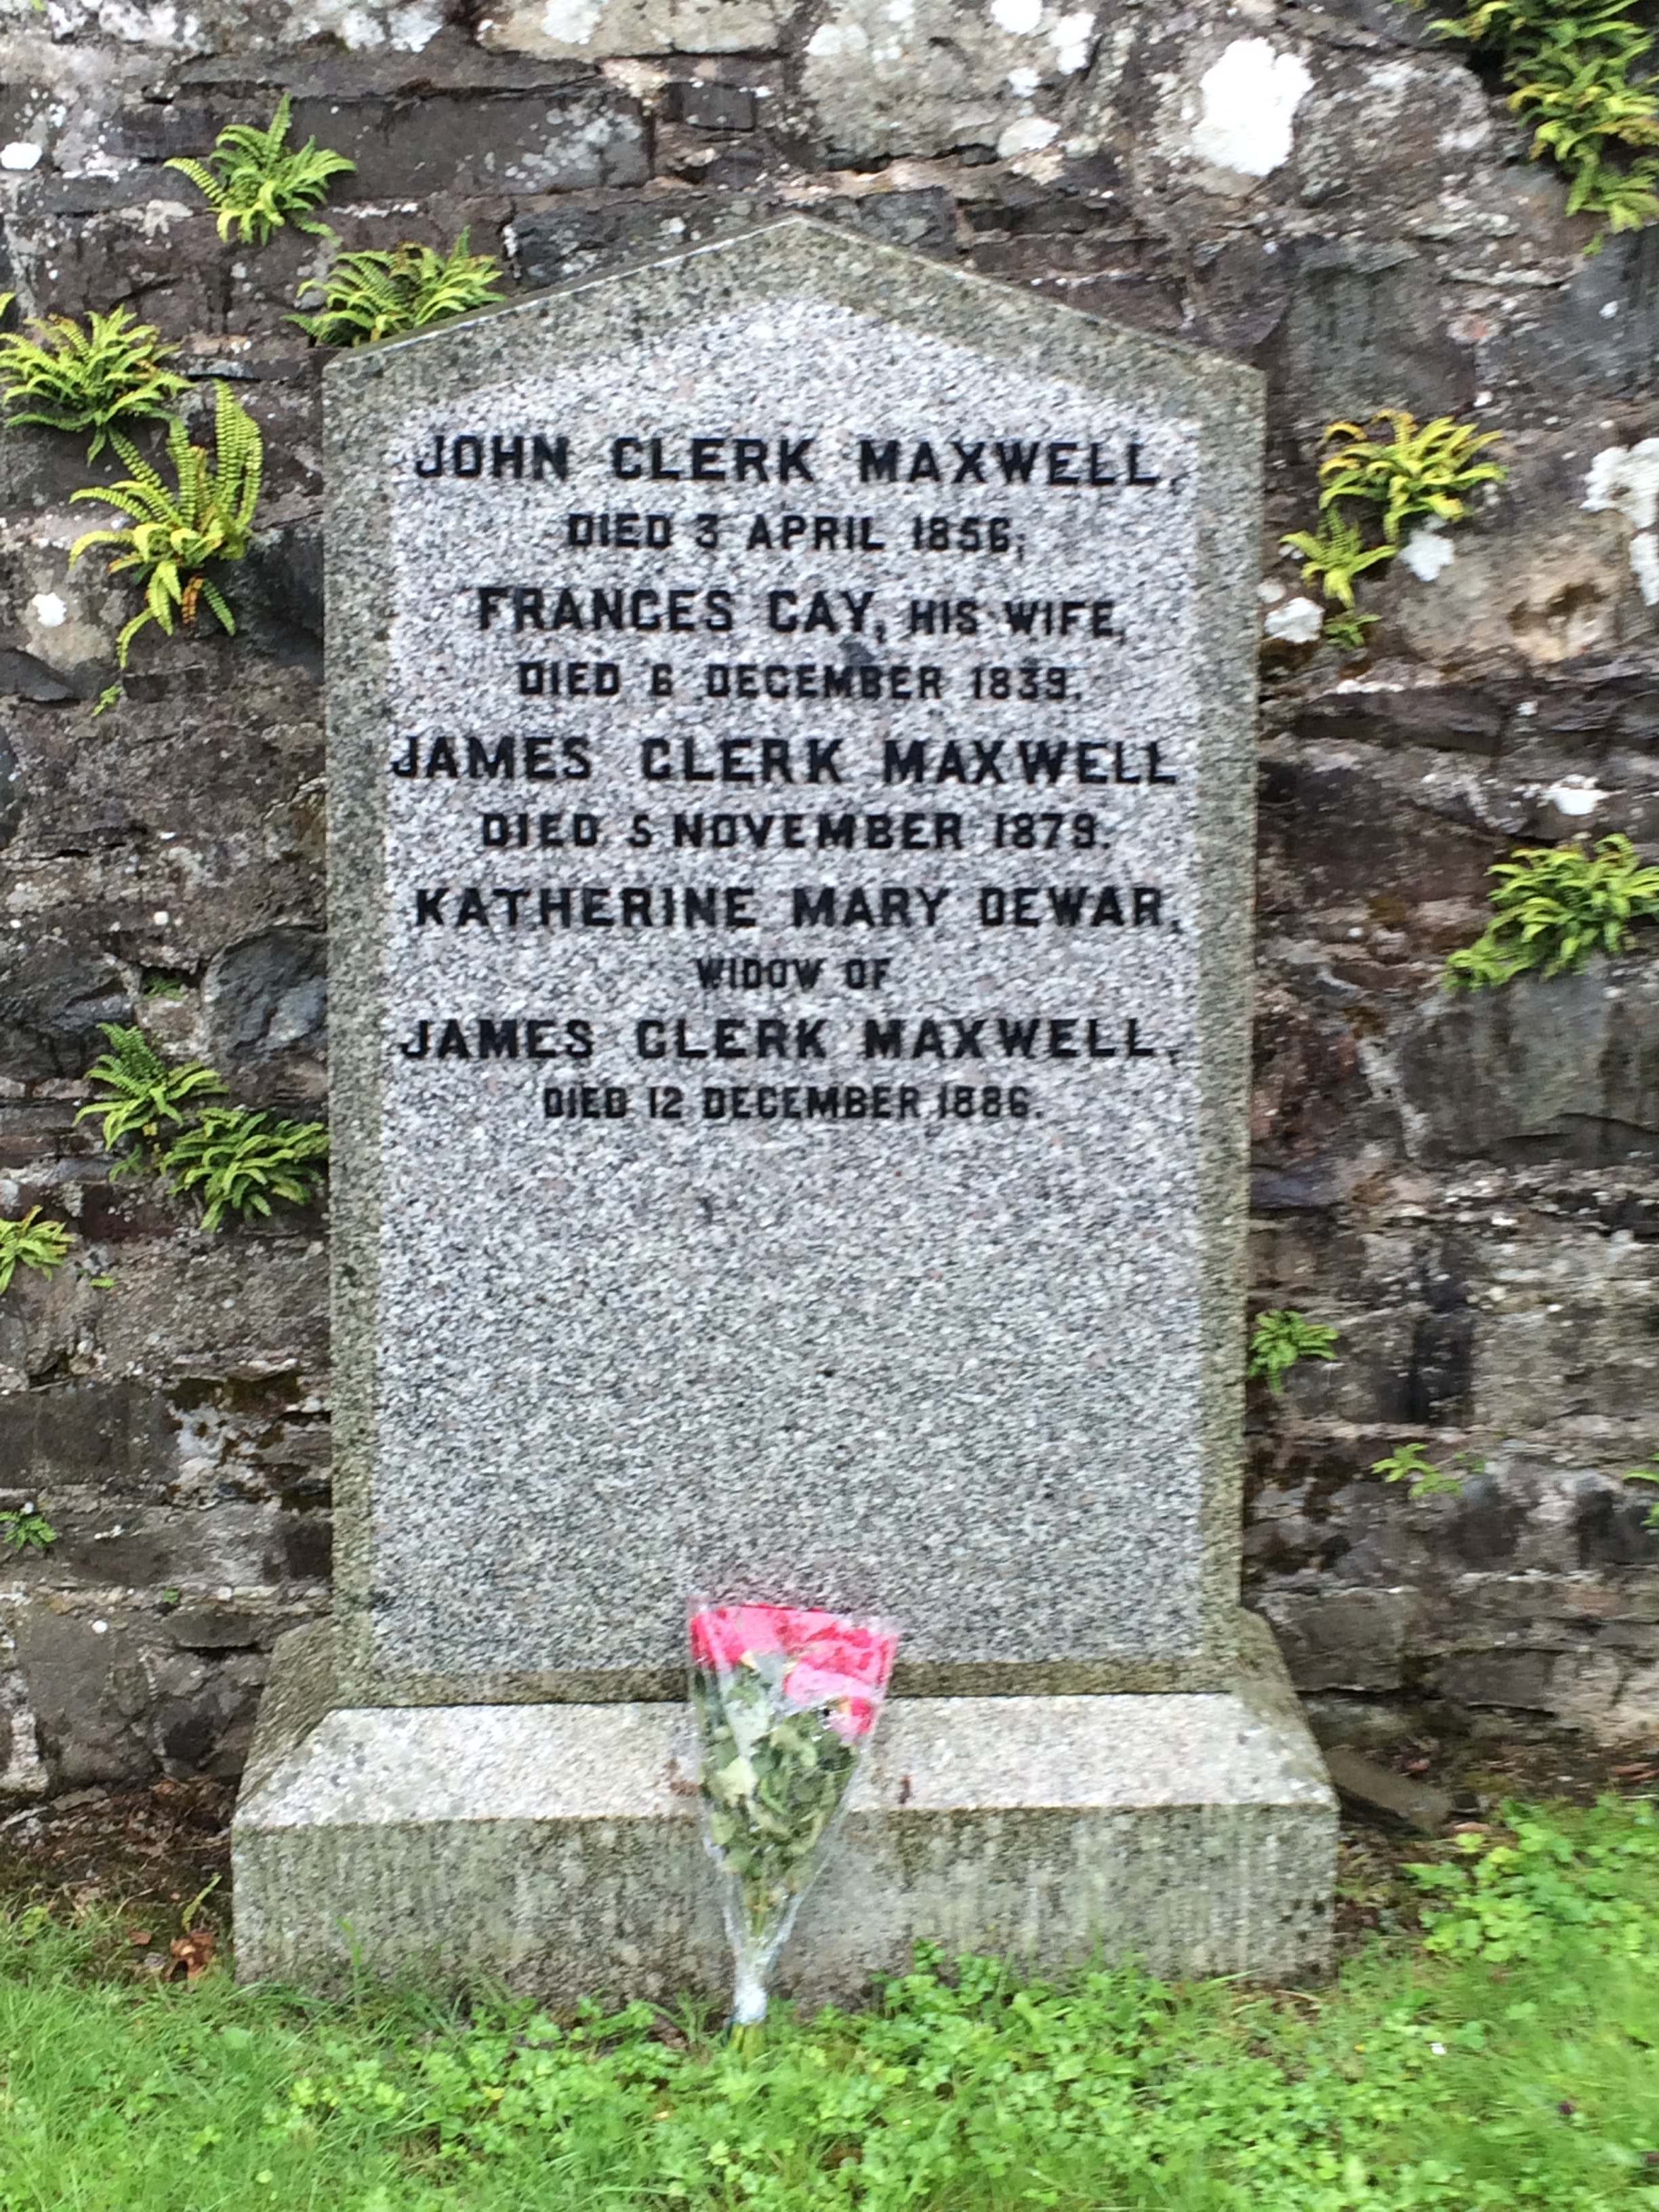 JOHN CLERK MAXWELL,
DIED 3 APRIL 1856;
FRANCES CAY, HIS WIFE,
DIED 6 DECEMBER 1839.
JAMES CLERK MAXWELL
DIED 5 NOVEMBER 1879.
KATHERINE MARY DEWAR,
WIDOW OF
JAMES CLERK MAXWELL,
DIED 12 DECEMBER 1886.